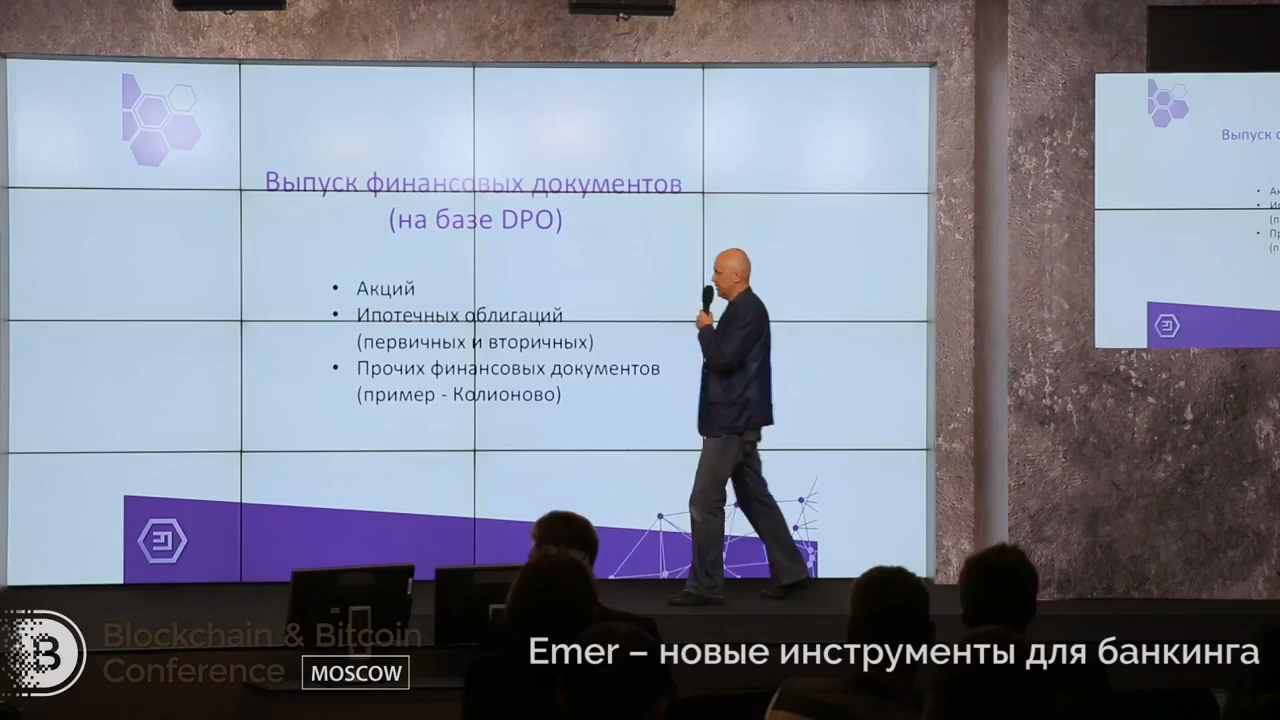 Выпуск финансовых документов
(на базе DPO)
• Акций
• Ипотечных облигаций
(первичных и вторичных)
• Прочих финансовых документов
(пример - Колионово)
Выпуск
Blockchain & Bitcoin
Conference MOSCOW
Emer – новые инструменты для банкинга